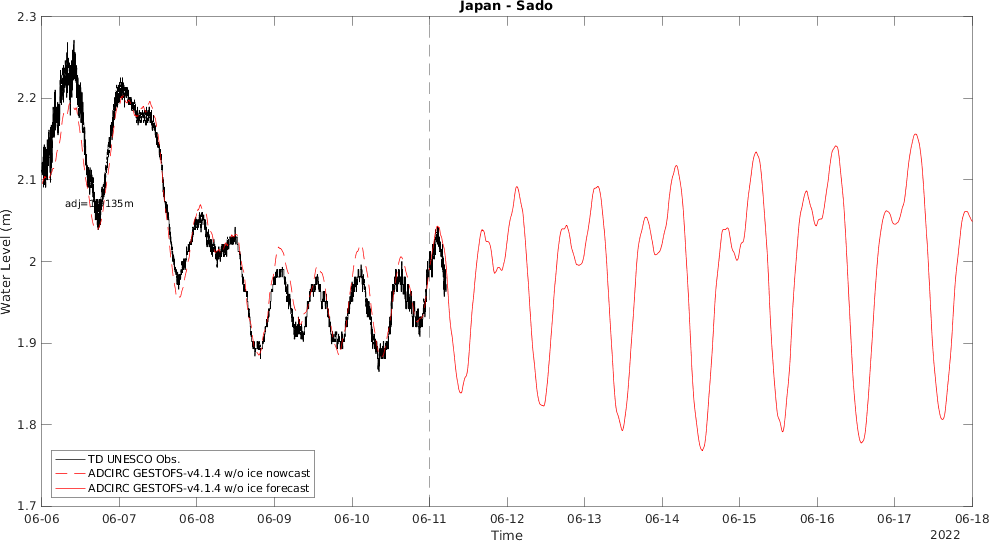 Japan - Sado
2.3
2.2
2.1
2
1.9
1.8
1.7
Water Level (m)
TD UNESCO Obs.
ADCIRC GESTOFS-v4.1.4 w/o ice nowcast
ADCIRC GESTOFS-v4.1.4 w/o ice forecast
06-06 06-07 06-08 06-09 06-10 06-11 06-12 06-13 06-14 06-15 06-16 06-17 06-18
Time
2022